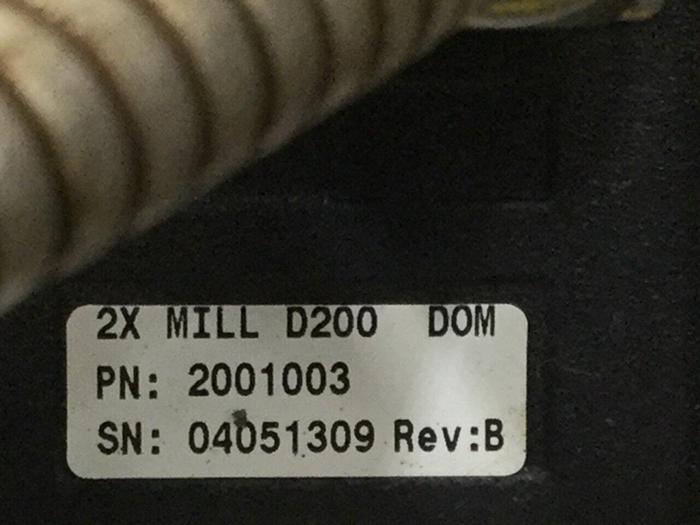 2X MILL D200 DOM
PN: 2001003
SN: 04051309 Rev:B